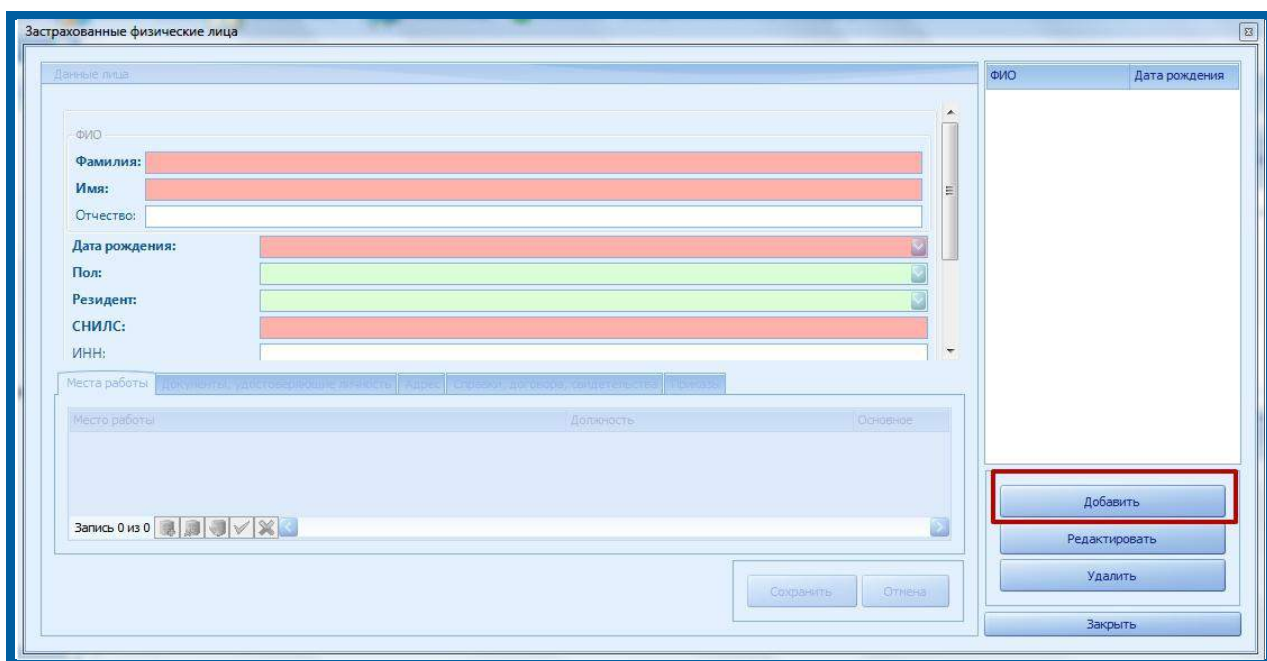 Застрахованные физические лица
Данные лица
ФИО
Фамилия:
Имя:
Отчество:
Дата рождения:
Пол:
Резидент:
СНИЛС:
ИНН:
Места работы Документы, удостоверяющие личность Адрес Справки, договора, свидетельства Приказы
Место работы Должность Основное
Запись 0 из 0
Сохранить Отмена
ФИО Дата рождения
Добавить
Редактировать
Удалить
Закрыть